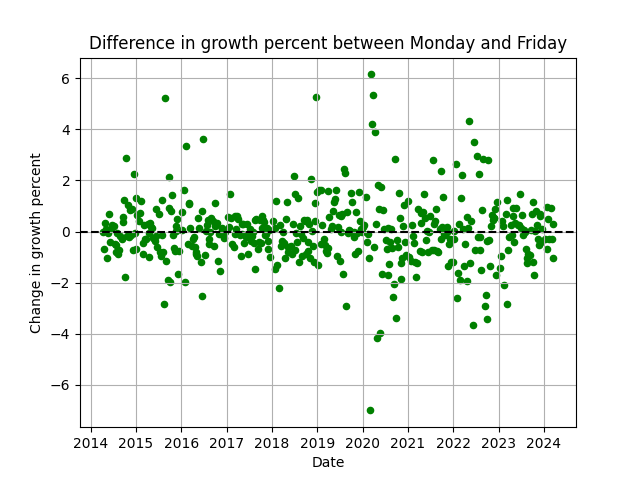 Difference in growth percent between Monday and Friday
6
4
2
0
−2
−4
−6
Change in growth percent
2014 2015 2016 2017 2018 2019 2020 2021 2022 2023 2024
Date